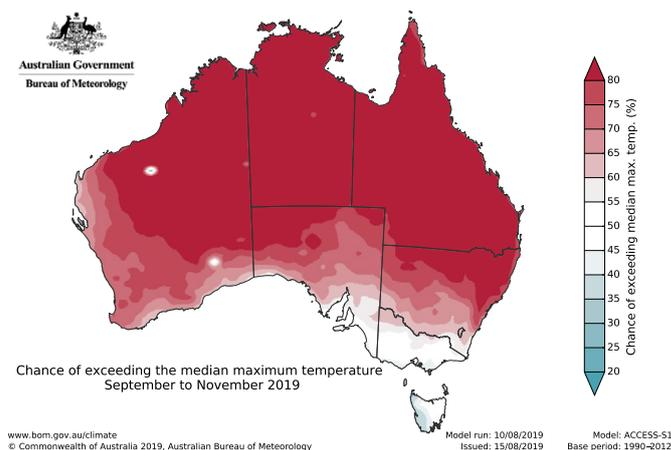 Australian Government
Bureau of Meteorology
80
75
70
65
60
55
50
45
40
35
30
25
20
Chance of exceeding median max. temp. (%)
Chance of exceeding the median maximum temperature
September to November 2019
www.bom.gov.au/climate
© Commonwealth of Australia 2019, Australian Bureau of Meteorology
Model run: 10/08/2019
Issued: 15/08/2019
Model: ACCESS-S1
Base period: 1990-2012